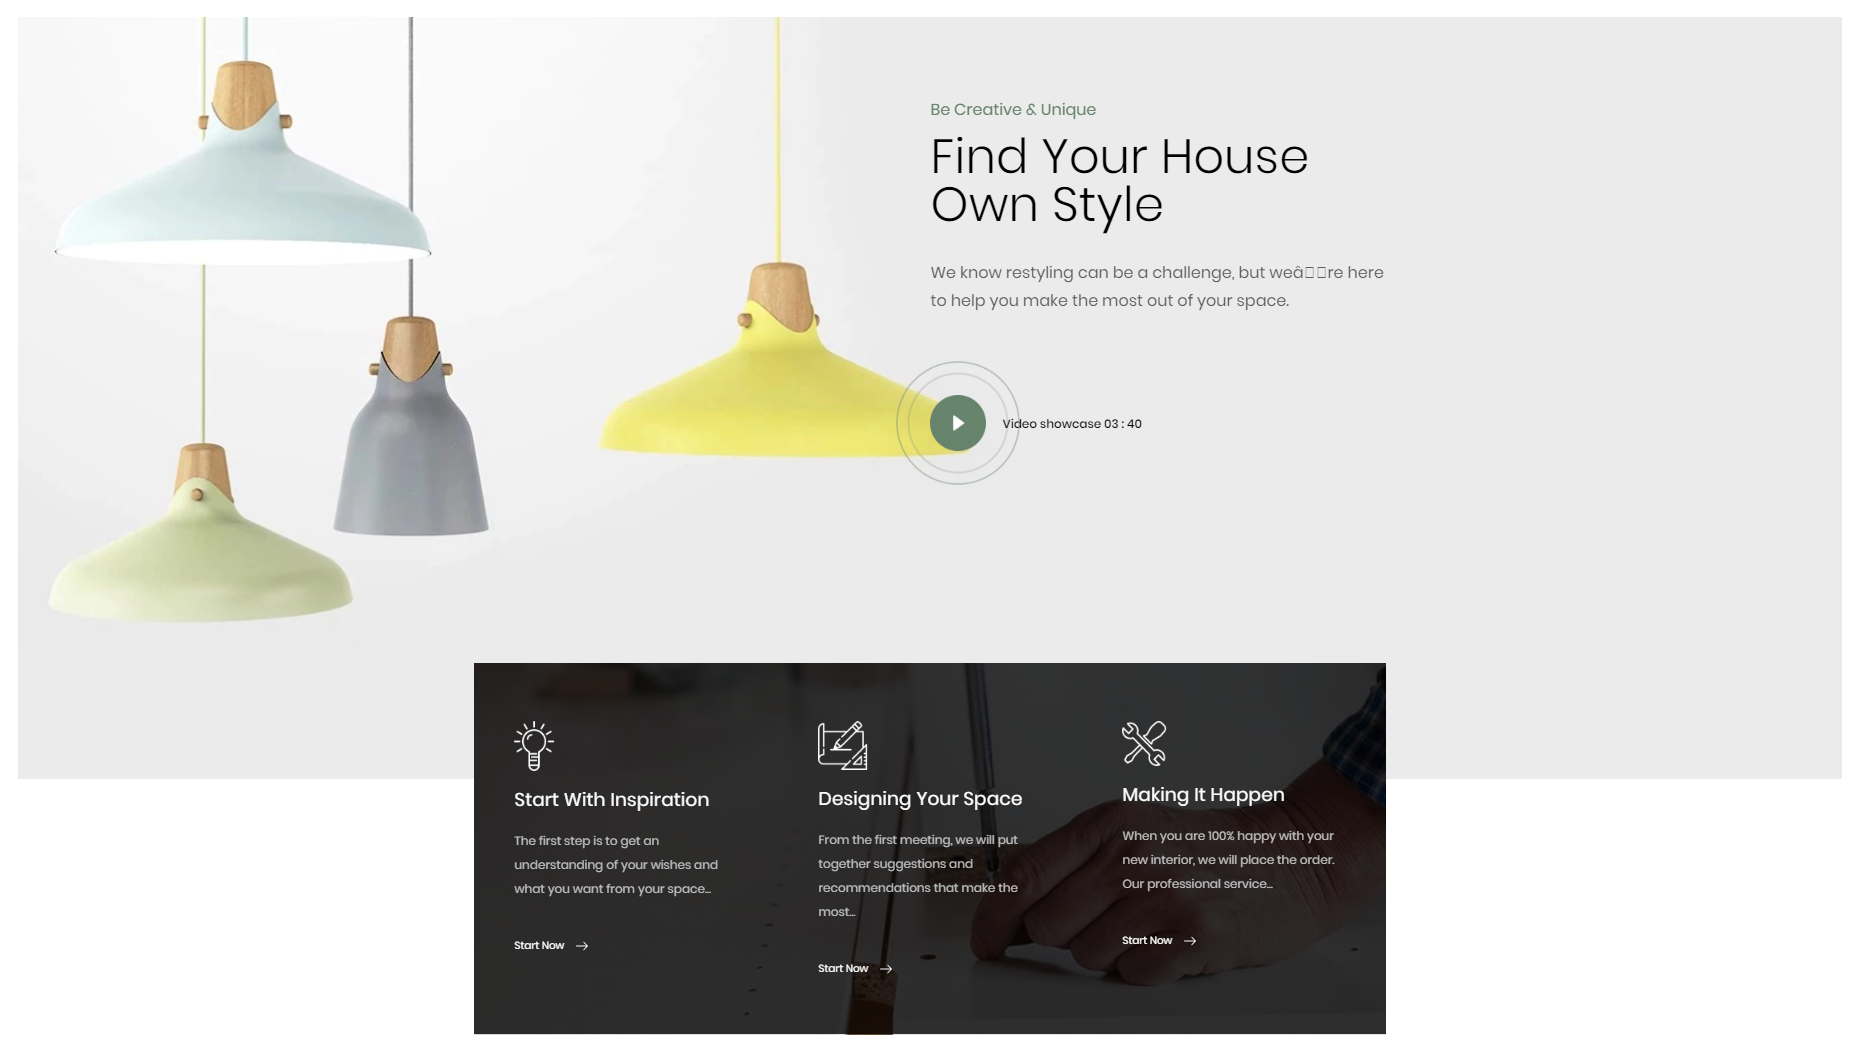 Be Creative & Unique
Find Your House
Own Style
We know restyling can be a challenge, but weâ□□re here
to help you make the most out of your space.
Video showcase 03 : 40
Start With Inspiration
The first step is to get an
understanding of your wishes and
what you want from your space...
Start Now
Designing Your Space
From the first meeting, we will put
together suggestions and
recommendations that make the
most...
Start Now
Making It Happen
When you are 100% happy with your
new interior, we will place the order.
Our professional service...
Start Now